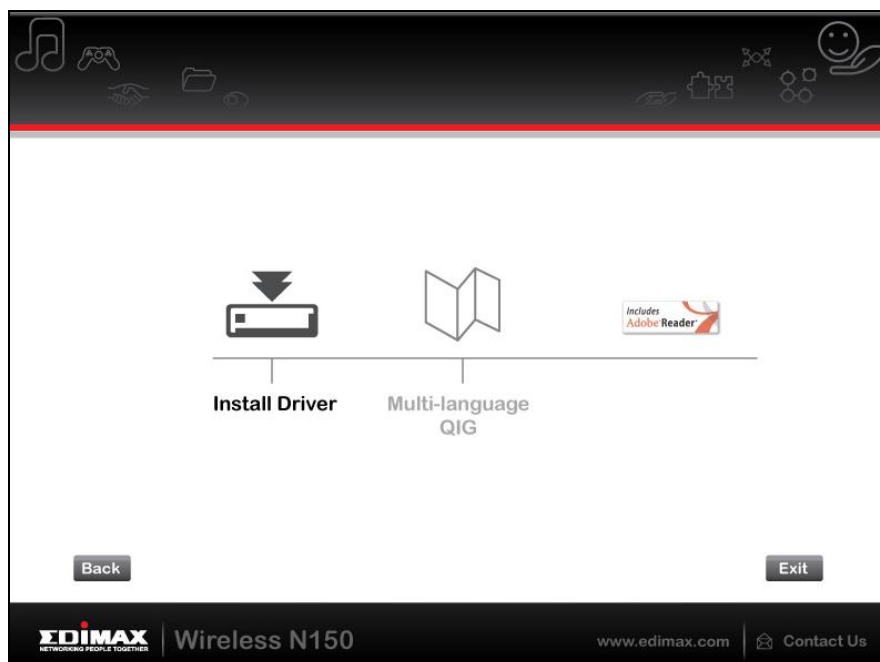 Includes
Adobe Reader
Install Driver
Multi-language
QIG
Back
Exit
EDIMAX
NETWORKING PEOPLE TOGETHER
Wireless N150
www.edimax.com
Contact Us